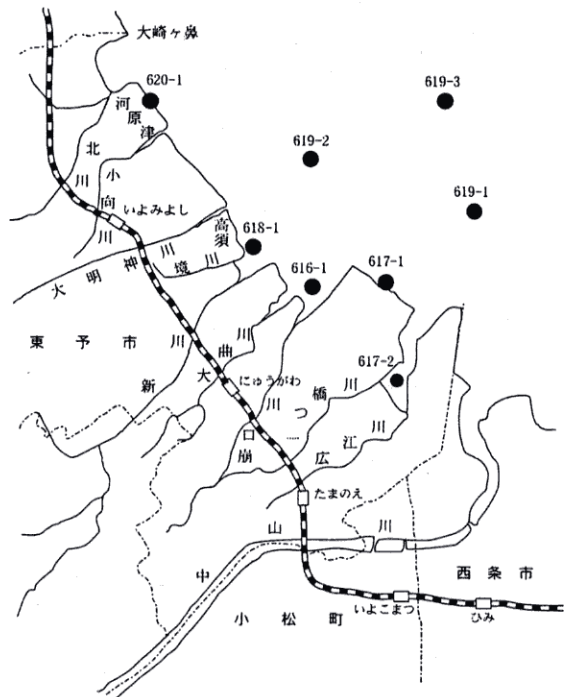 大崎ヶ鼻
620-1
619-3
河原津
619-2
北川
小向川
619-1
いよみよし
高須
618-1
大明神川
境川
616-1
617-1
東予市
新川
大曲川
617-2
にゅうがわ
崩口川
橋川
つ
広江川
たまのえ
中山川
西条市
いよこまつ
ひみ
小松町